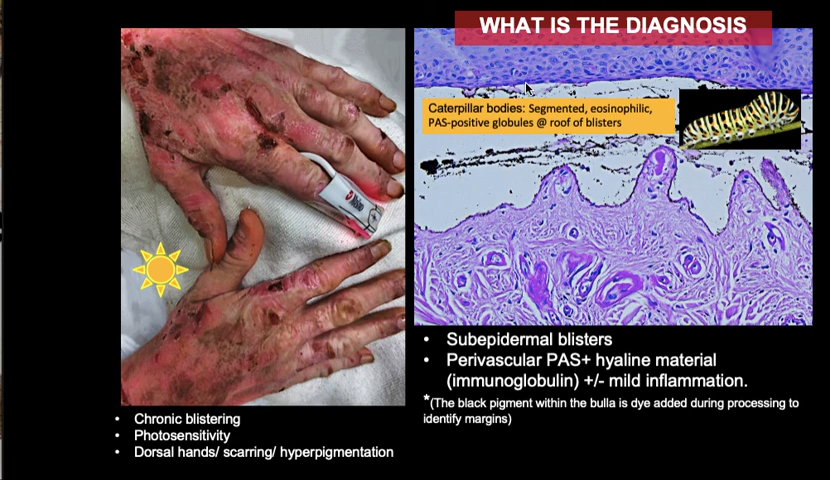 WHAT IS THE DIAGNOSIS
Caterpillar bodies: Segmented, eosinophilic,
PAS-positive globules @ roof of blisters
• Chronic blistering
• Photosensitivity
• Dorsal hands/ scarring/ hyperpigmentation
• Subepidermal blisters
• Perivascular PAS+ hyaline material
(immunoglobulin) +/- mild inflammation.
*(The black pigment within the bulla is dye added during processing to
identify margins)